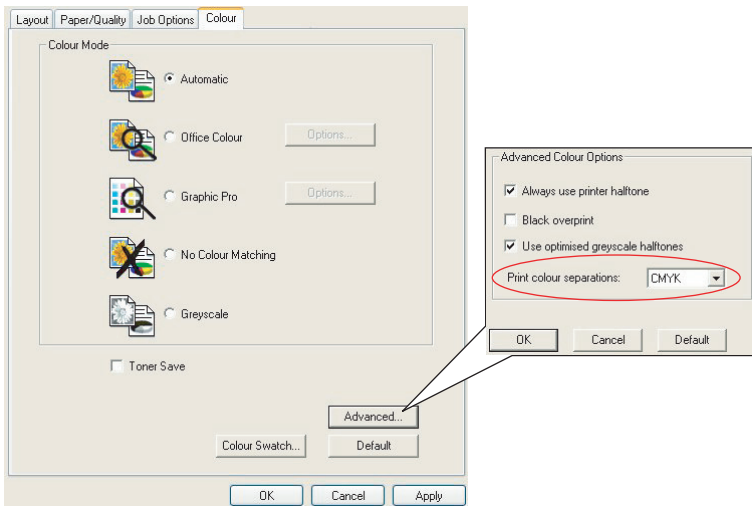 Layout Paper/Quality Job Options Colour
Colour Mode
Automatic
Office Colour Options...
Graphic Pro Options...
No Colour Matching
Greyscale
Toner Save
Advanced...
Colour Swatch... Default
OK Cancel Apply
Advanced Colour Options
Always use printer halftone
Black overprint
Use optimised greyscale halftones
Print colour separations: CMYK
OK Cancel Default